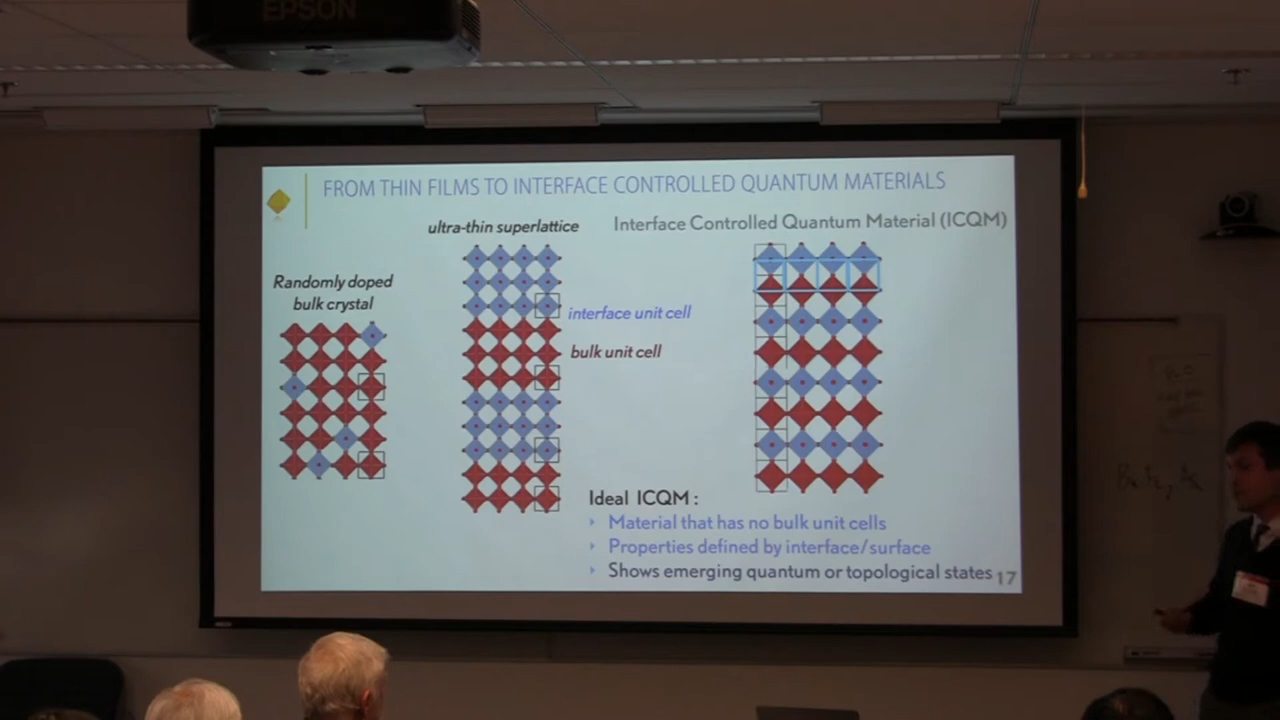 EPSON
FROM THIN FILMS TO INTERFACE CONTROLLED QUANTUM MATERIALS
ultra-thin superlattice
Interface Controlled Quantum Material (ICQM)
Randomly doped
bulk crystal
interface unit cell
bulk unit cell
Ideal ICQM :
Material that has no bulk unit cells
Properties defined by interface/surface
Shows emerging quantum or topological states
17